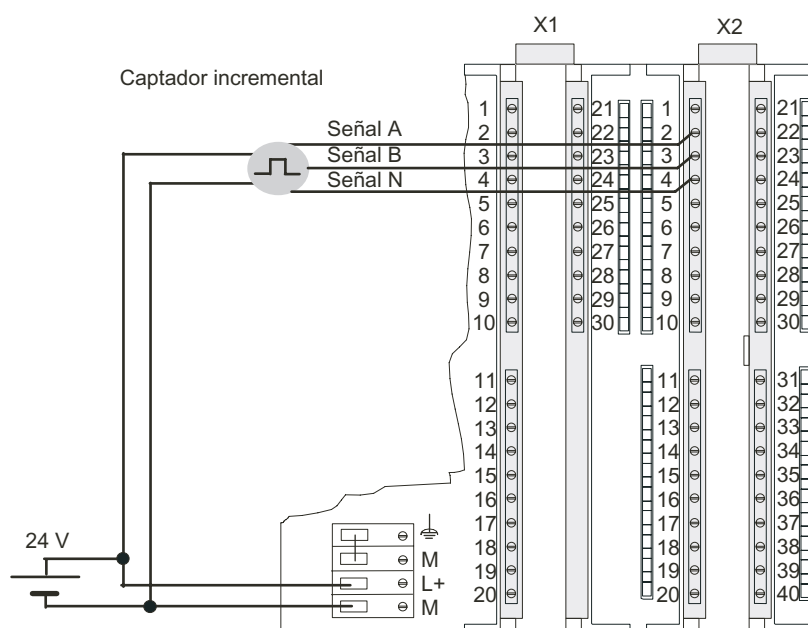 X1 X2
Captador incremental
Señal A
Señal B
Señal N
1 21 1 21
2 22 2 22
3 23 3 23
4 24 4 24
5 25 5 25
6 26 6 26
7 27 7 27
8 28 8 28
9 29 9 29
10 30 10 30
11 11 31
12 12 32
13 13 33
14 14 34
15 15 35
16 16 36
17 17 37
18 18 38
19 19 39
20 20 40
24 V
M
L+
M